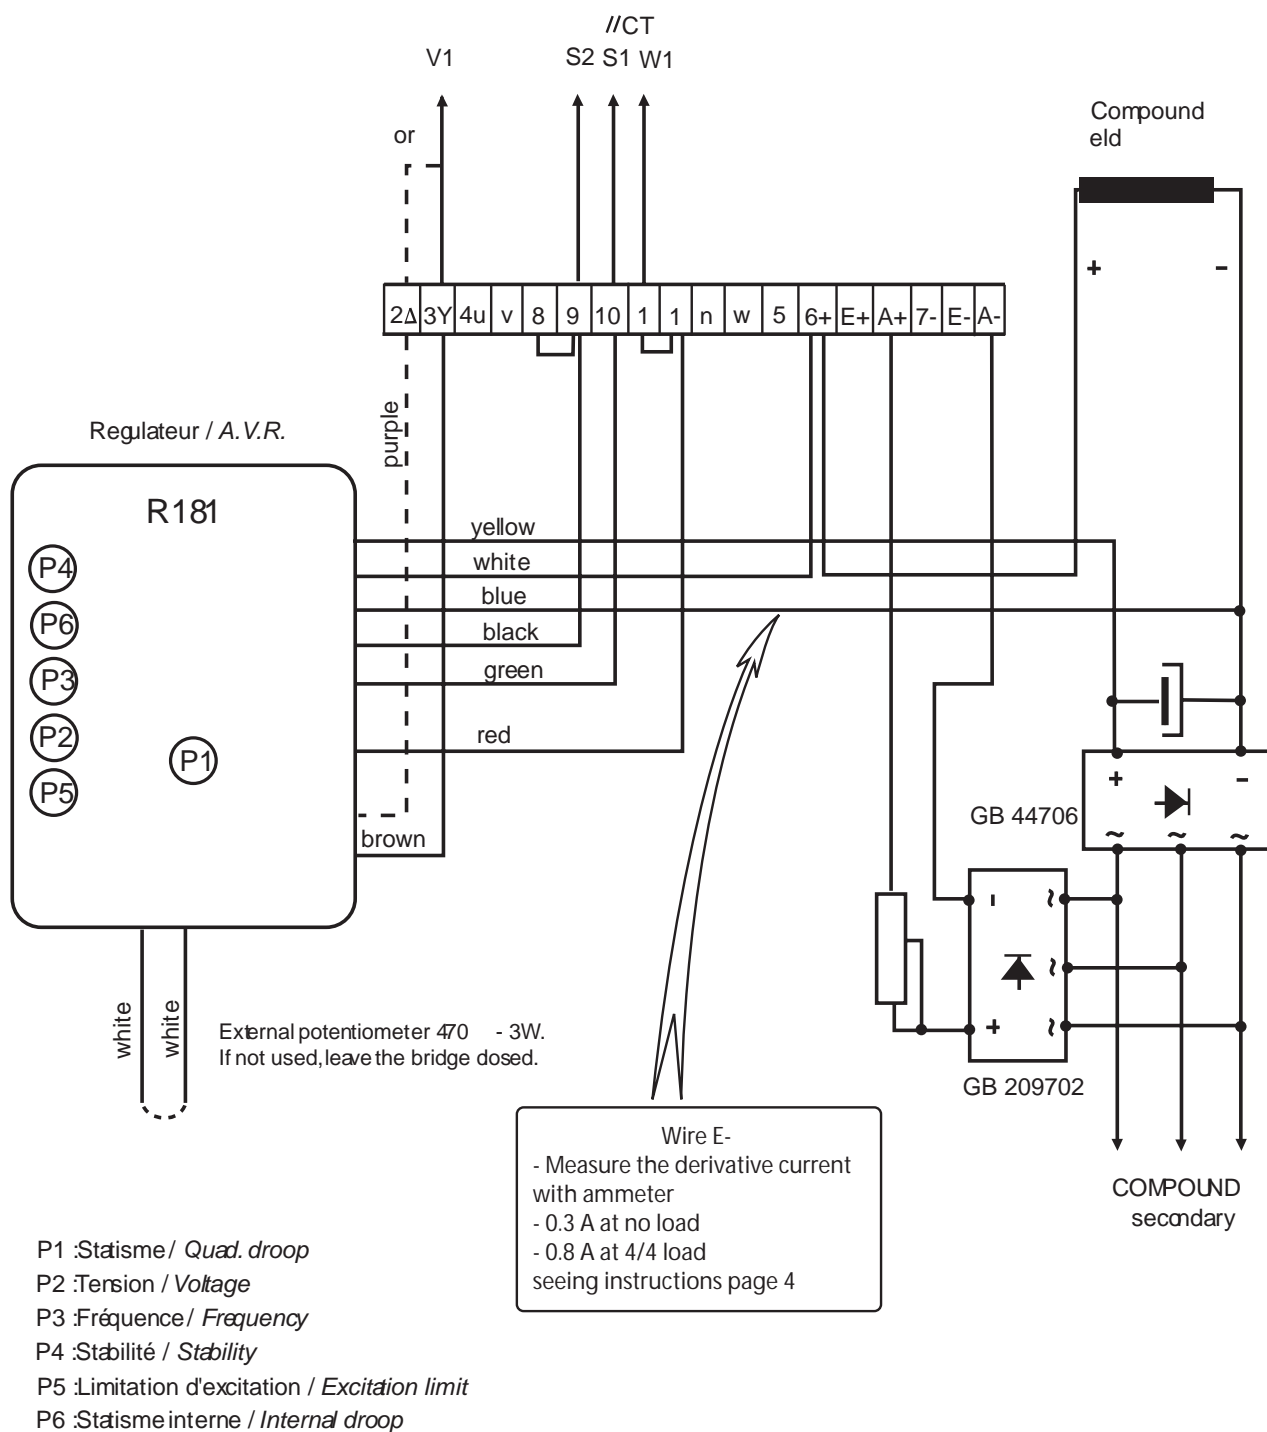 //CT
V1
S2 S1 W1
or
Compound
eld
+ -
2Δ 3Y 4u v 8 9 10 1 1 n w 5 6+ E+ A+ 7- E- A-
purple
Regulateur / A.V.R.
R181
yellow
white
blue
black
green
red
brown
P4
P6
P3
P2
P5
P1
+ -
GB 44706
~ ~ ~
- ~
~
+ ~
GB 209702
white
white
External potentiometer 470 - 3W.
If not used, leave the bridge dosed.
Wire E-
- Measure the derivative current
with ammeter
- 0.3 A at no load
- 0.8 A at 4/4 load
seeing instructions page 4
COMPOUND
secondary
P1 :Statisme / Quad. droop
P2 :Tension / Voltage
P3 :Fréquence / Frequency
P4 :Stabilité / Stability
P5 :Limitation d'excitation / Excitation limit
P6 :Statisme interne / Internal droop